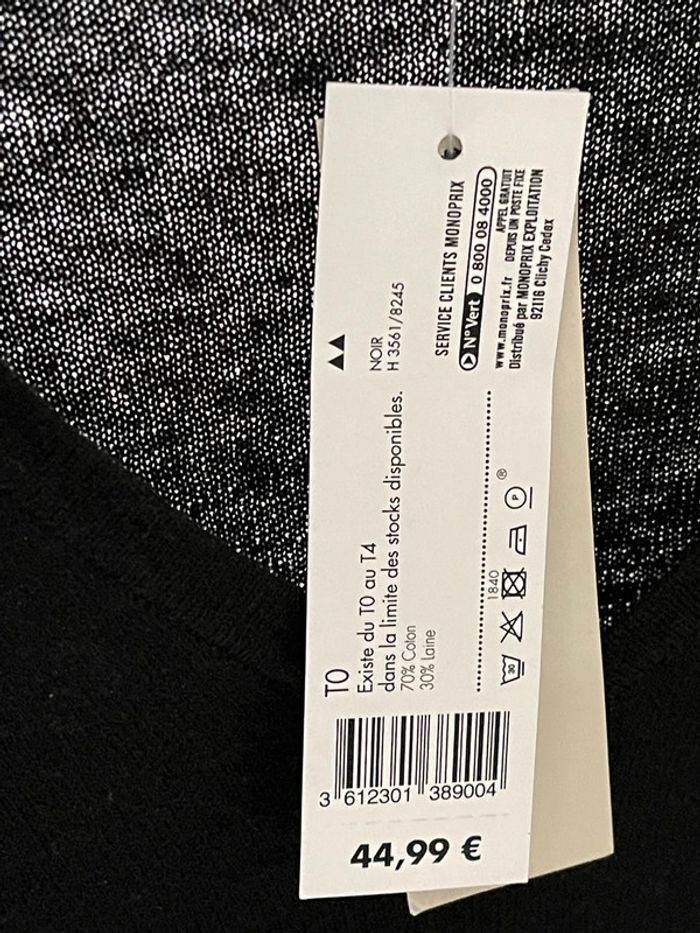 T0
Existe du T0 au T4
dans la limite des stocks disponibles.
70% Coton
30% Laine
NOIR
H 3561/8245
SERVICE CLIENTS MONOPRIX
N° Vert 0 800 08 4000
www.monoprix.fr
APPEL GRATUIT
DEPUIS UN POSTE FIXE
Distribué par MONOPRIX EXPLOITATION
92116 Clichy Cedex
1840
30
P
®
3 612301 389004
44,99 €